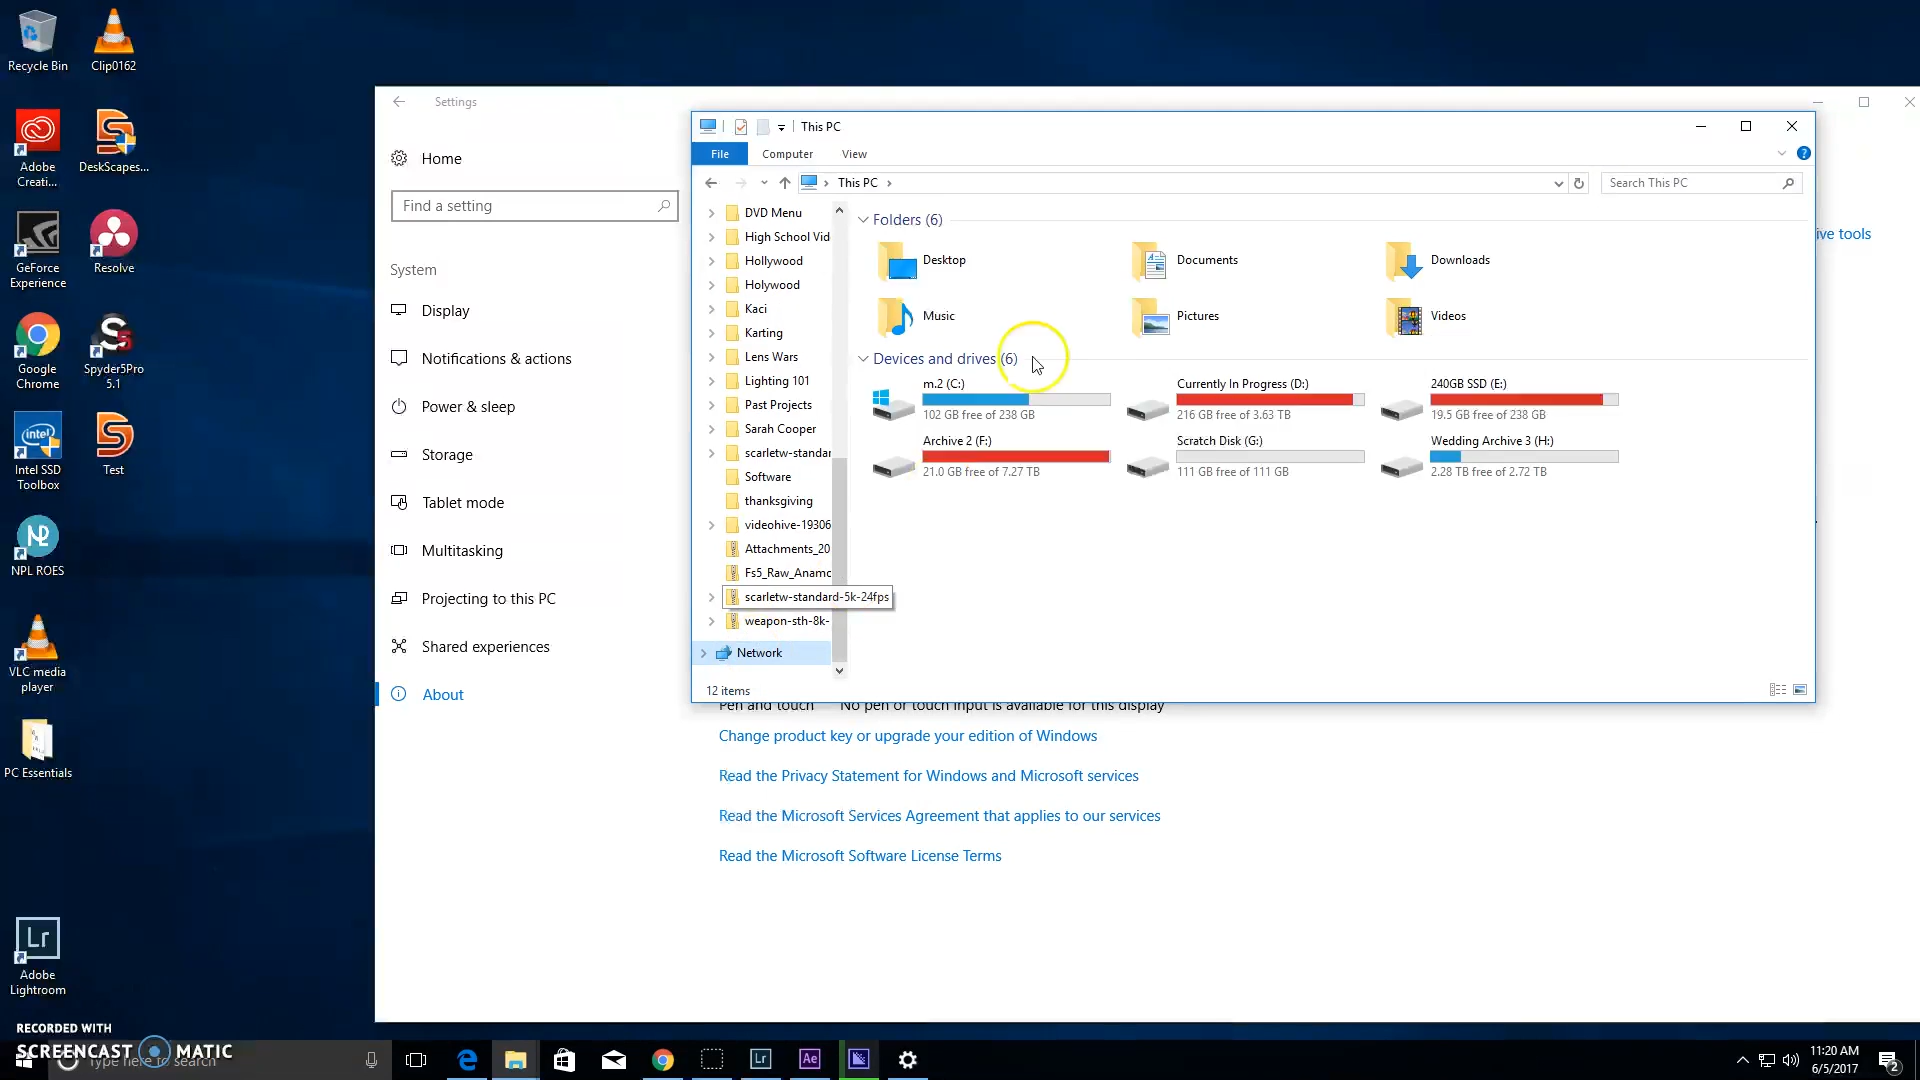 Recycle Bin
Clip0162
Adobe
Creati...
DeskScapes...
GeForce
Experience
Resolve
Google
Chrome
Spyder5Pro
5.1
Intel SSD
Toolbox
Test
NPL ROES
VLC media
player
PC Essentials
Adobe
Lightroom
Settings
Home
Find a setting
System
Display
Notifications & actions
Power & sleep
Storage
Tablet mode
Multitasking
Projecting to this PC
Shared experiences
About
This PC
File Computer View
This PC
Search This PC
DVD Menu
High School Vid
Hollywood
Holywood
Kaci
Karting
Lens Wars
Lighting 101
Past Projects
Sarah Cooper
scarletw-standar
Software
thanksgiving
videohive-19306
Attachments_20
Fs5_Raw_Anamc
scarletw-standard-5k-24fps
weapon-sth-8k-
Network
12 items
Folders (6)
Desktop
Documents
Downloads
Music
Pictures
Videos
Devices and drives (6)
m.2 (C:)
102 GB free of 238 GB
Currently In Progress (D:)
216 GB free of 3.63 TB
240GB SSD (E:)
19.5 GB free of 238 GB
Archive 2 (F:)
21.0 GB free of 7.27 TB
Scratch Disk (G:)
111 GB free of 111 GB
Wedding Archive 3 (H:)
2.28 TB free of 2.72 TB
ive tools
Pen and touch No pen or touch input is available for this display
Change product key or upgrade your edition of Windows
Read the Privacy Statement for Windows and Microsoft services
Read the Microsoft Services Agreement that applies to our services
Read the Microsoft Software License Terms
RECORDED WITH
SCREENCAST MATIC
Type here to search
Lr
Lr
Ae
11:20 AM
6/5/2017
2